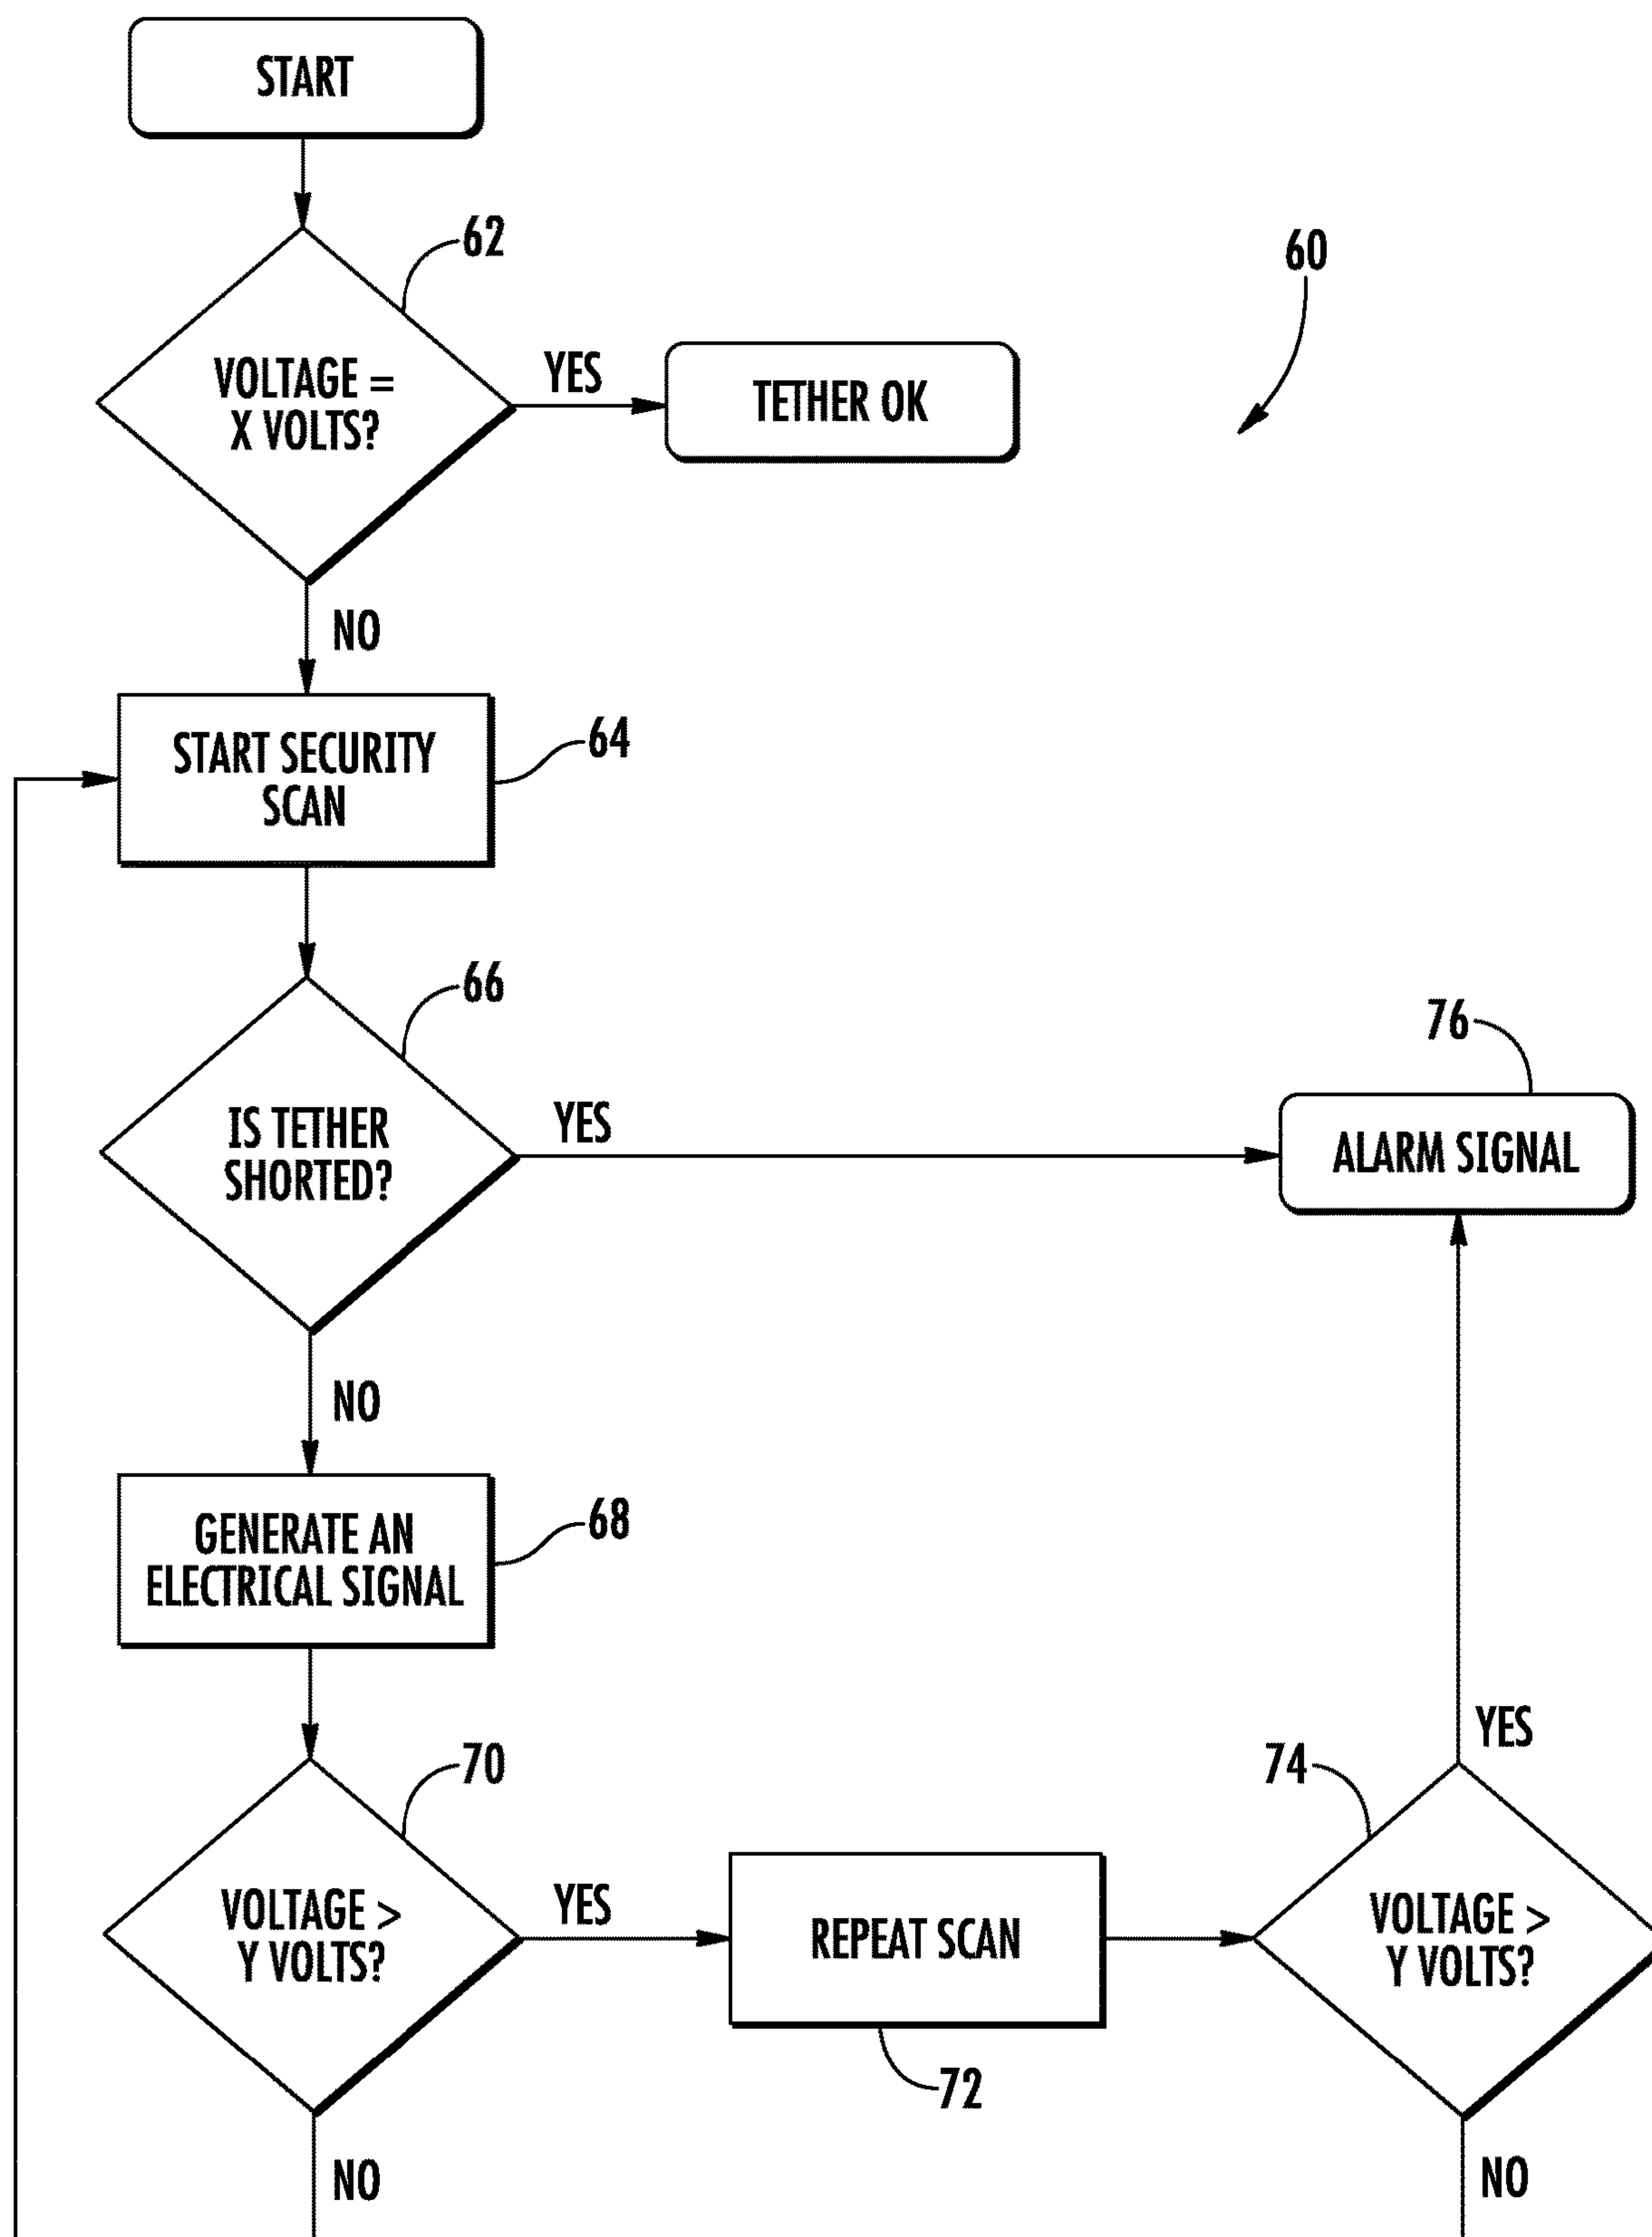 START
62
60
VOLTAGE =
X VOLTS?
YES
TETHER OK
NO
START SECURITY
SCAN
64
66
76
IS TETHER
SHORTED?
YES
ALARM SIGNAL
NO
GENERATE AN
ELECTRICAL SIGNAL
68
70
74
YES
VOLTAGE >
Y VOLTS?
YES
REPEAT SCAN
VOLTAGE >
Y VOLTS?
72
NO
NO